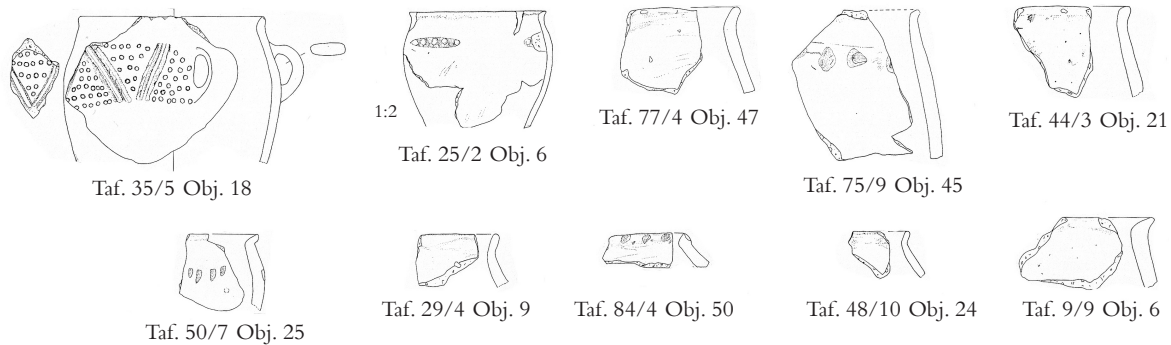 1:2
Taf. 35/5 Obj. 18
Taf. 25/2 Obj. 6
Taf. 77/4 Obj. 47
Taf. 75/9 Obj. 45
Taf. 44/3 Obj. 21
Taf. 50/7 Obj. 25
Taf. 29/4 Obj. 9
Taf. 84/4 Obj. 50
Taf. 48/10 Obj. 24
Taf. 9/9 Obj. 6